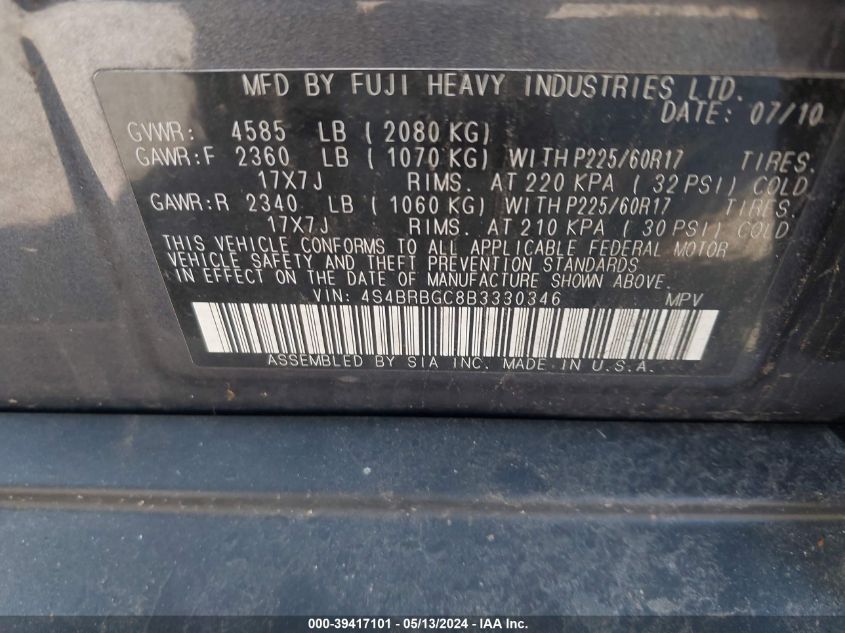 MFD BY FUJI HEAVY INDUSTRIES LTD.
DATE: 07/10
GVWR: 4585 LB ( 2080 KG)
GAWR:F 2360 LB ( 1070 KG) WITH P225/60R17 TIRES.
17X7J RIMS. AT 220 KPA ( 32 PSI) COLD
GAWR:R 2340 LB ( 1060 KG) WITH P225/60R17 TIRES.
17X7J RIMS. AT 210 KPA ( 30 PSI) COLD
THIS VEHICLE CONFORMS TO ALL APPLICABLE FEDERAL MOTOR
VEHICLE SAFETY AND THEFT PREVENTION STANDARDS
IN EFFECT ON THE DATE OF MANUFACTURE SHOWN ABOVE.
VIN: 4S4BRBGC8B3330346 MPV
ASSEMBLED BY SIA INC. MADE IN U.S.A.
000-39417101 - 05/13/2024 - IAA Inc.